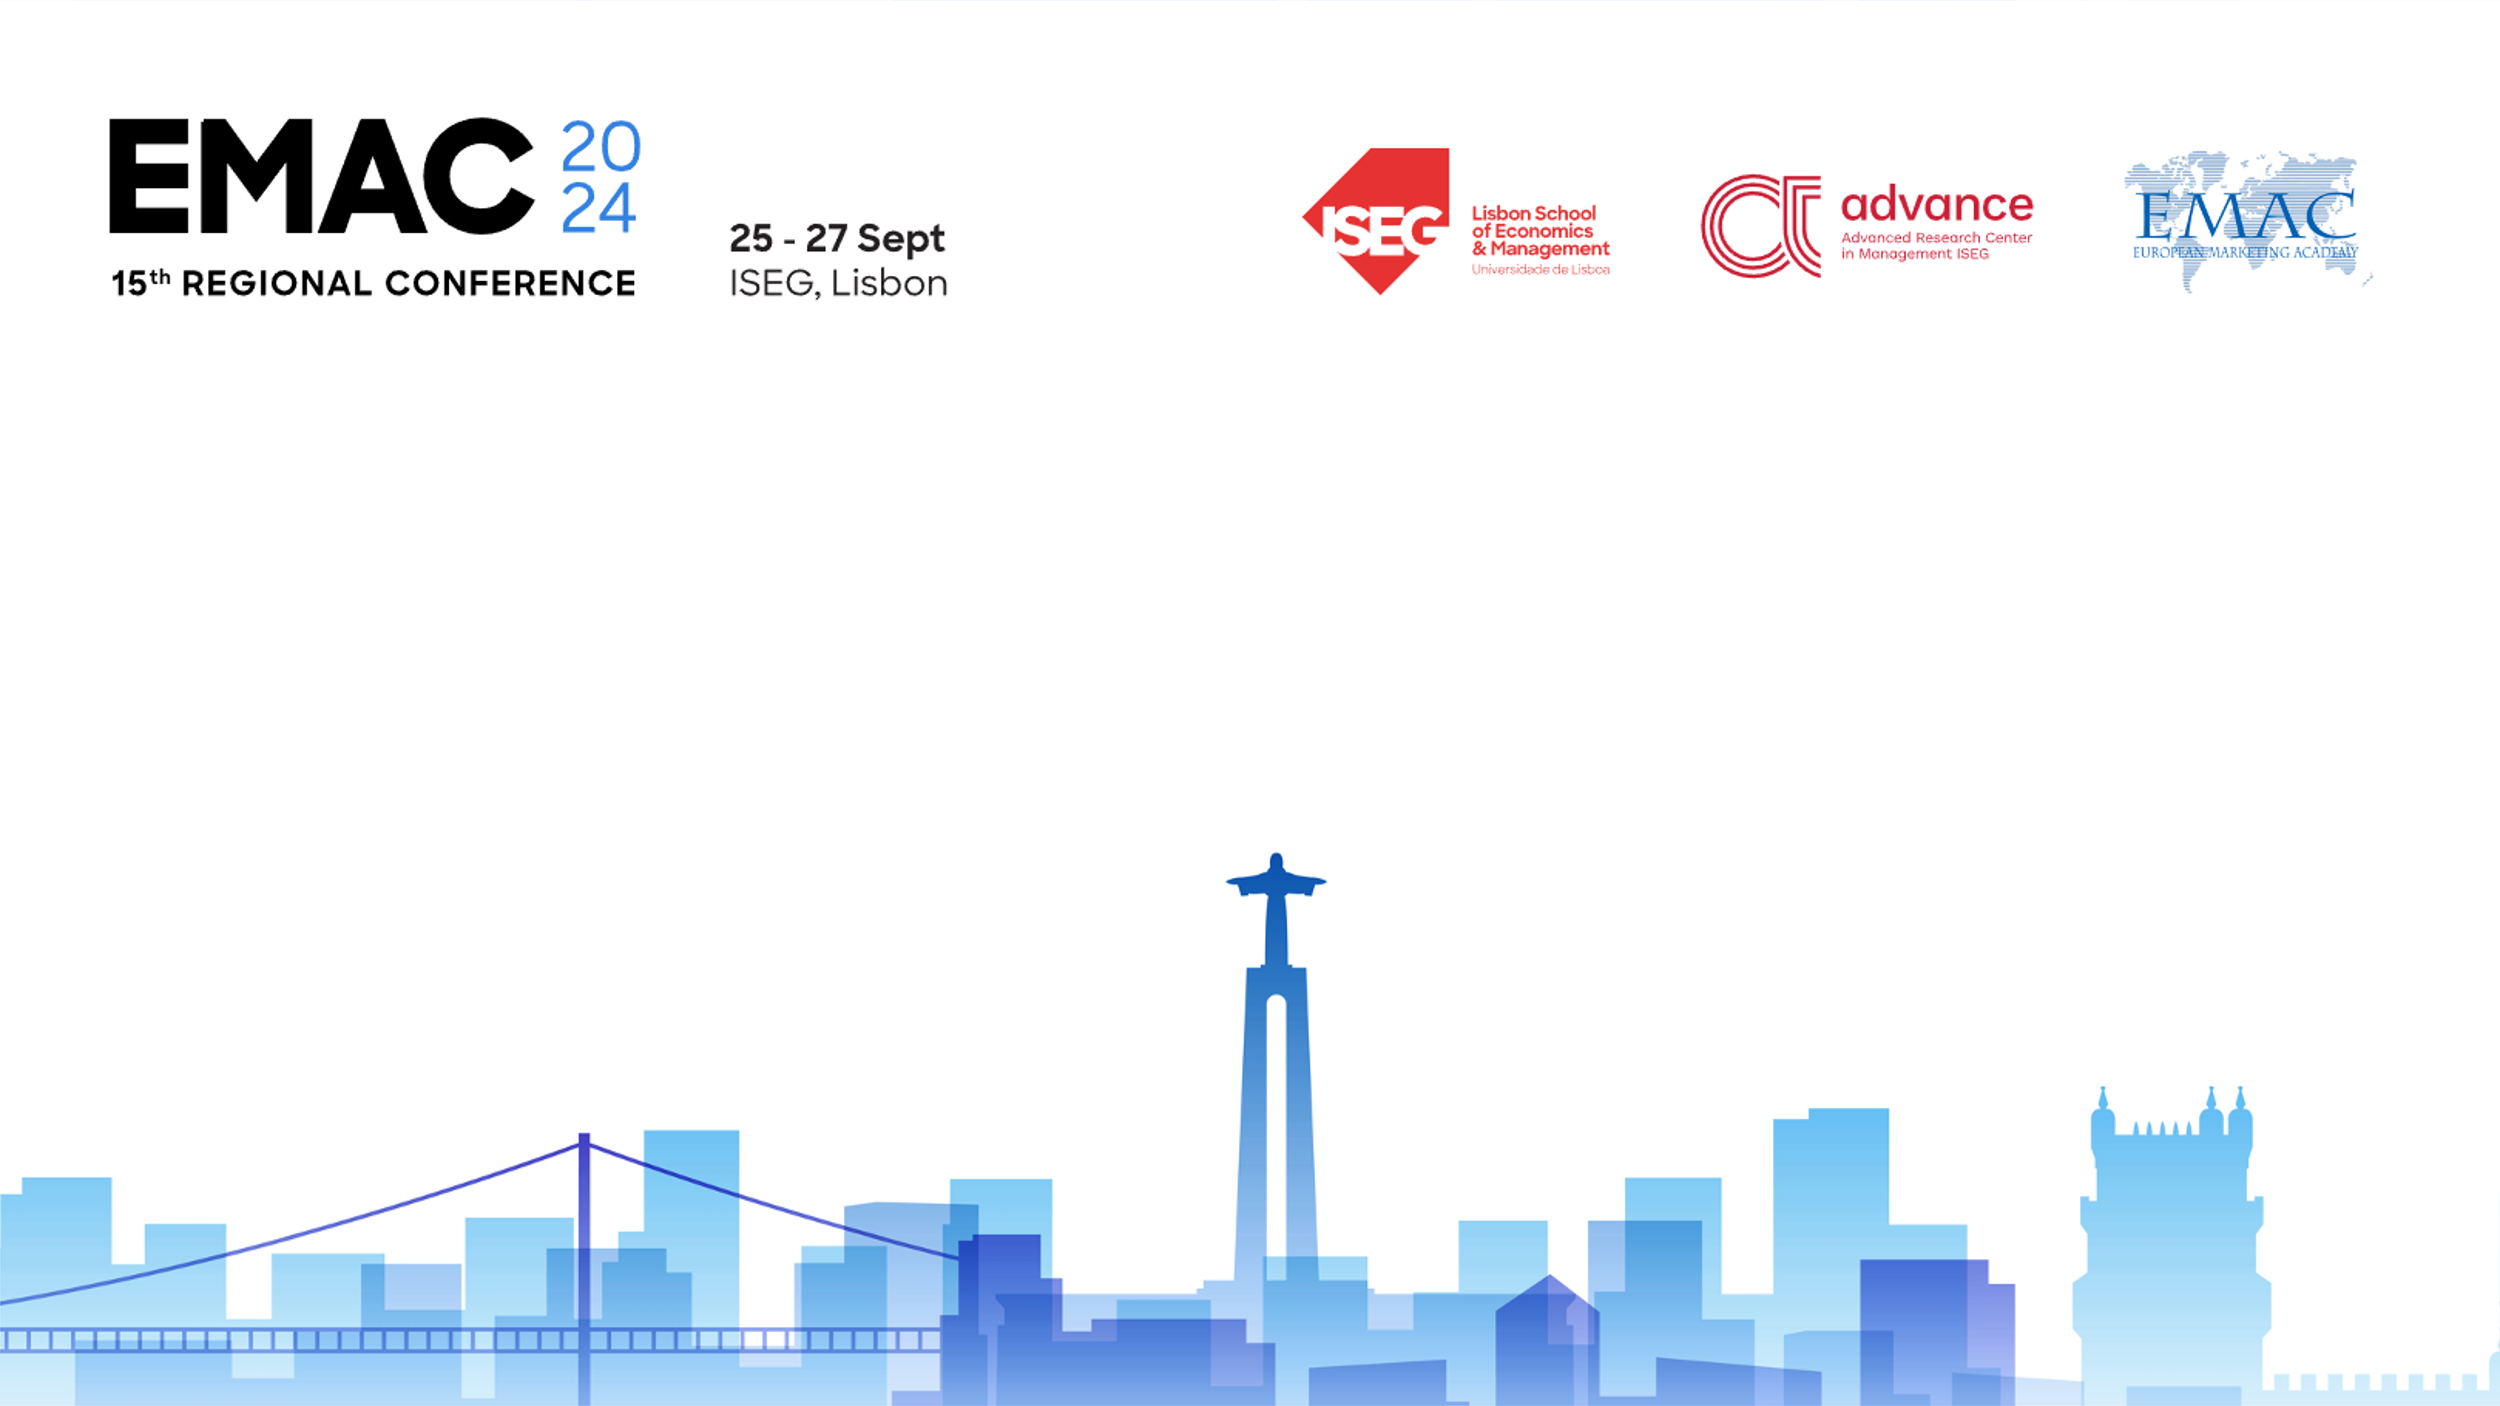 EMAC 20
24
15th REGIONAL CONFERENCE
25 - 27 Sept
ISEG, Lisbon
ISEG
Lisbon School
of Economics
& Management
Universidade de Lisboa
advance
Advanced Research Center
in Management ISEG
EMAC
EUROPEAN MARKETING ACADEMY